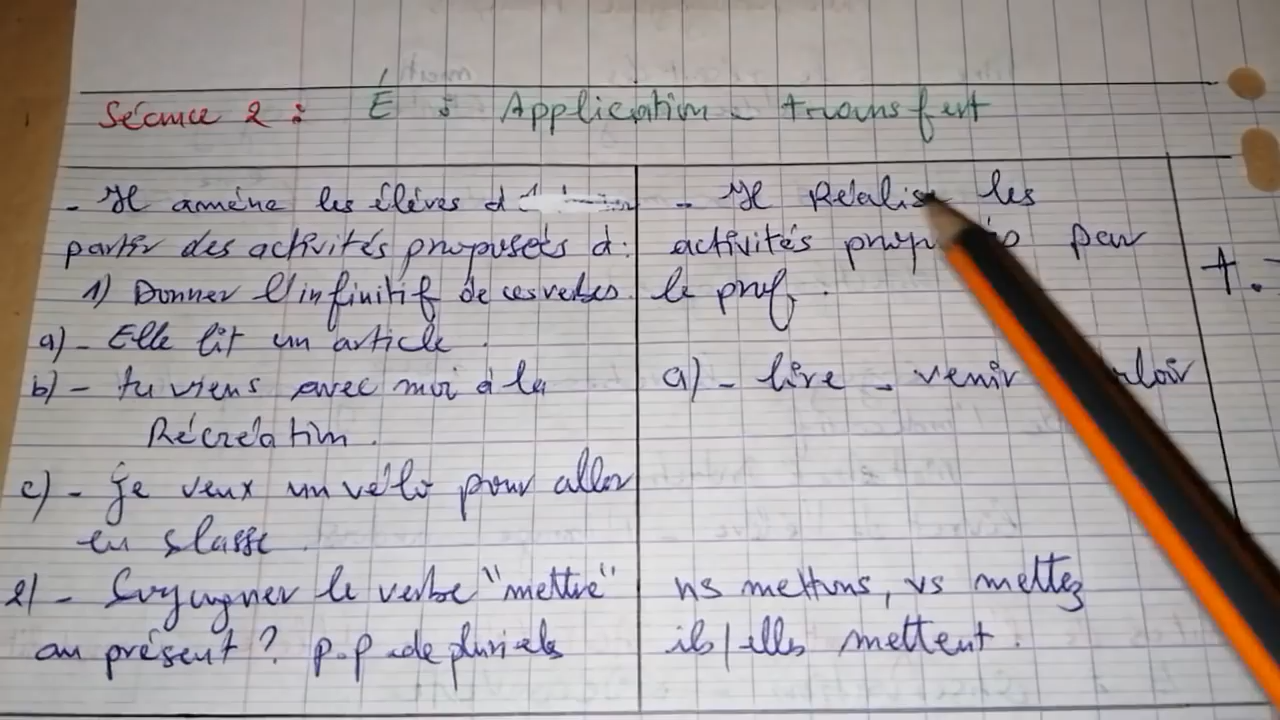 Séance 2 : É : Application - transfert
- Il amène les élèves à
partir des activités proposées à :
1) Donner l'infinitif de ces verbes.
a) - Elle lit un article.
b) - tu viens avec moi à la
Récréation.
c) - Je veux un vélo pour aller
en classe.
2) - Conjuguer le verbe "mettre"
au présent ? p.p de pluriels
- Il Réalise les
activités par
le prof.
a) - lire - venir
ns mettons, vs mettez
ils/elles mettent.